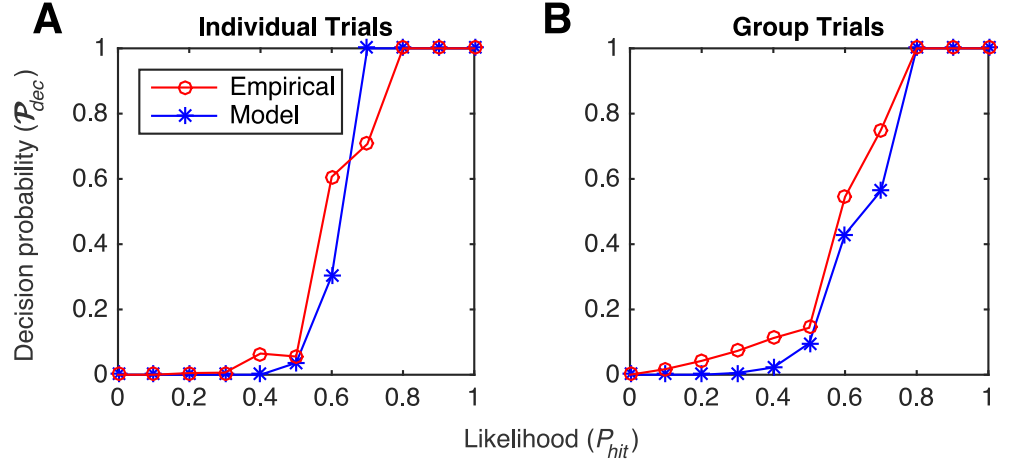 A
Individual Trials
B
Group Trials
Decision probability (𝒫dec)
1
0.8
0.6
0.4
0.2
0
Empirical
Model
0 0.2 0.4 0.6 0.8 1
1
0.8
0.6
0.4
0.2
0
0 0.2 0.4 0.6 0.8 1
Likelihood (Phit)